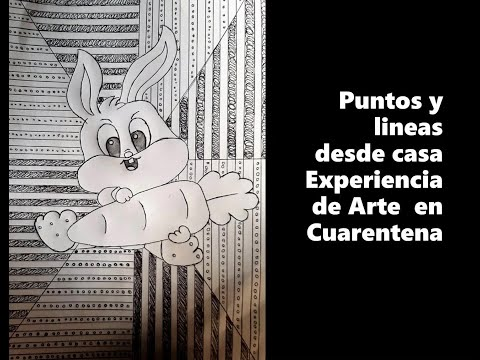 Puntos y
lineas
desde casa
Experiencia
de Arte en
Cuarentena